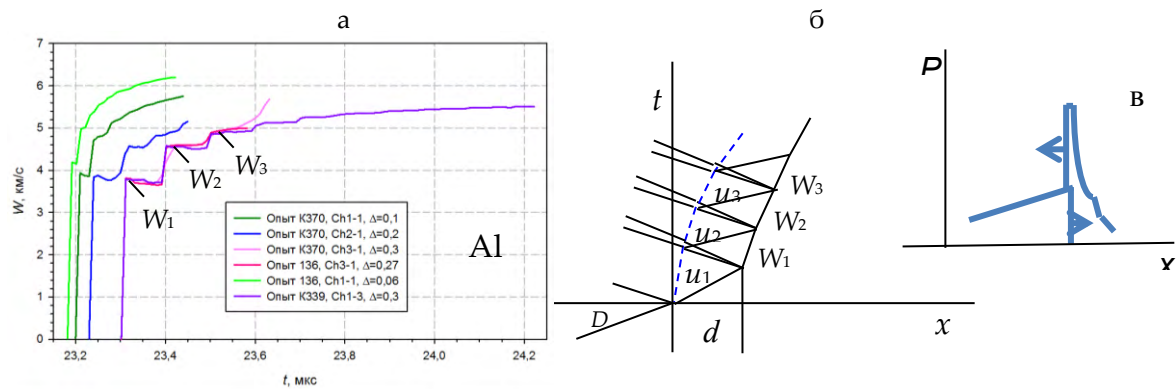 а
W, км/с
7
6
5
4
3
2
1
0
W₁
W₂
W₃
Опыт К370, Ch1-1, Δ=0,1
Опыт К370, Ch2-1, Δ=0,2
Опыт К370, Ch3-1, Δ=0,3
Опыт 136, Ch3-1, Δ=0,27
Опыт 136, Ch1-1, Δ=0,06
Опыт К339, Ch1-3, Δ=0,3
Al
23,2 23,4 23,6 23,8 24,0 24,2
t, мкс
б
t
W₃
u₃
W₂
u₂
W₁
u₁
D
d
x
в
P
x